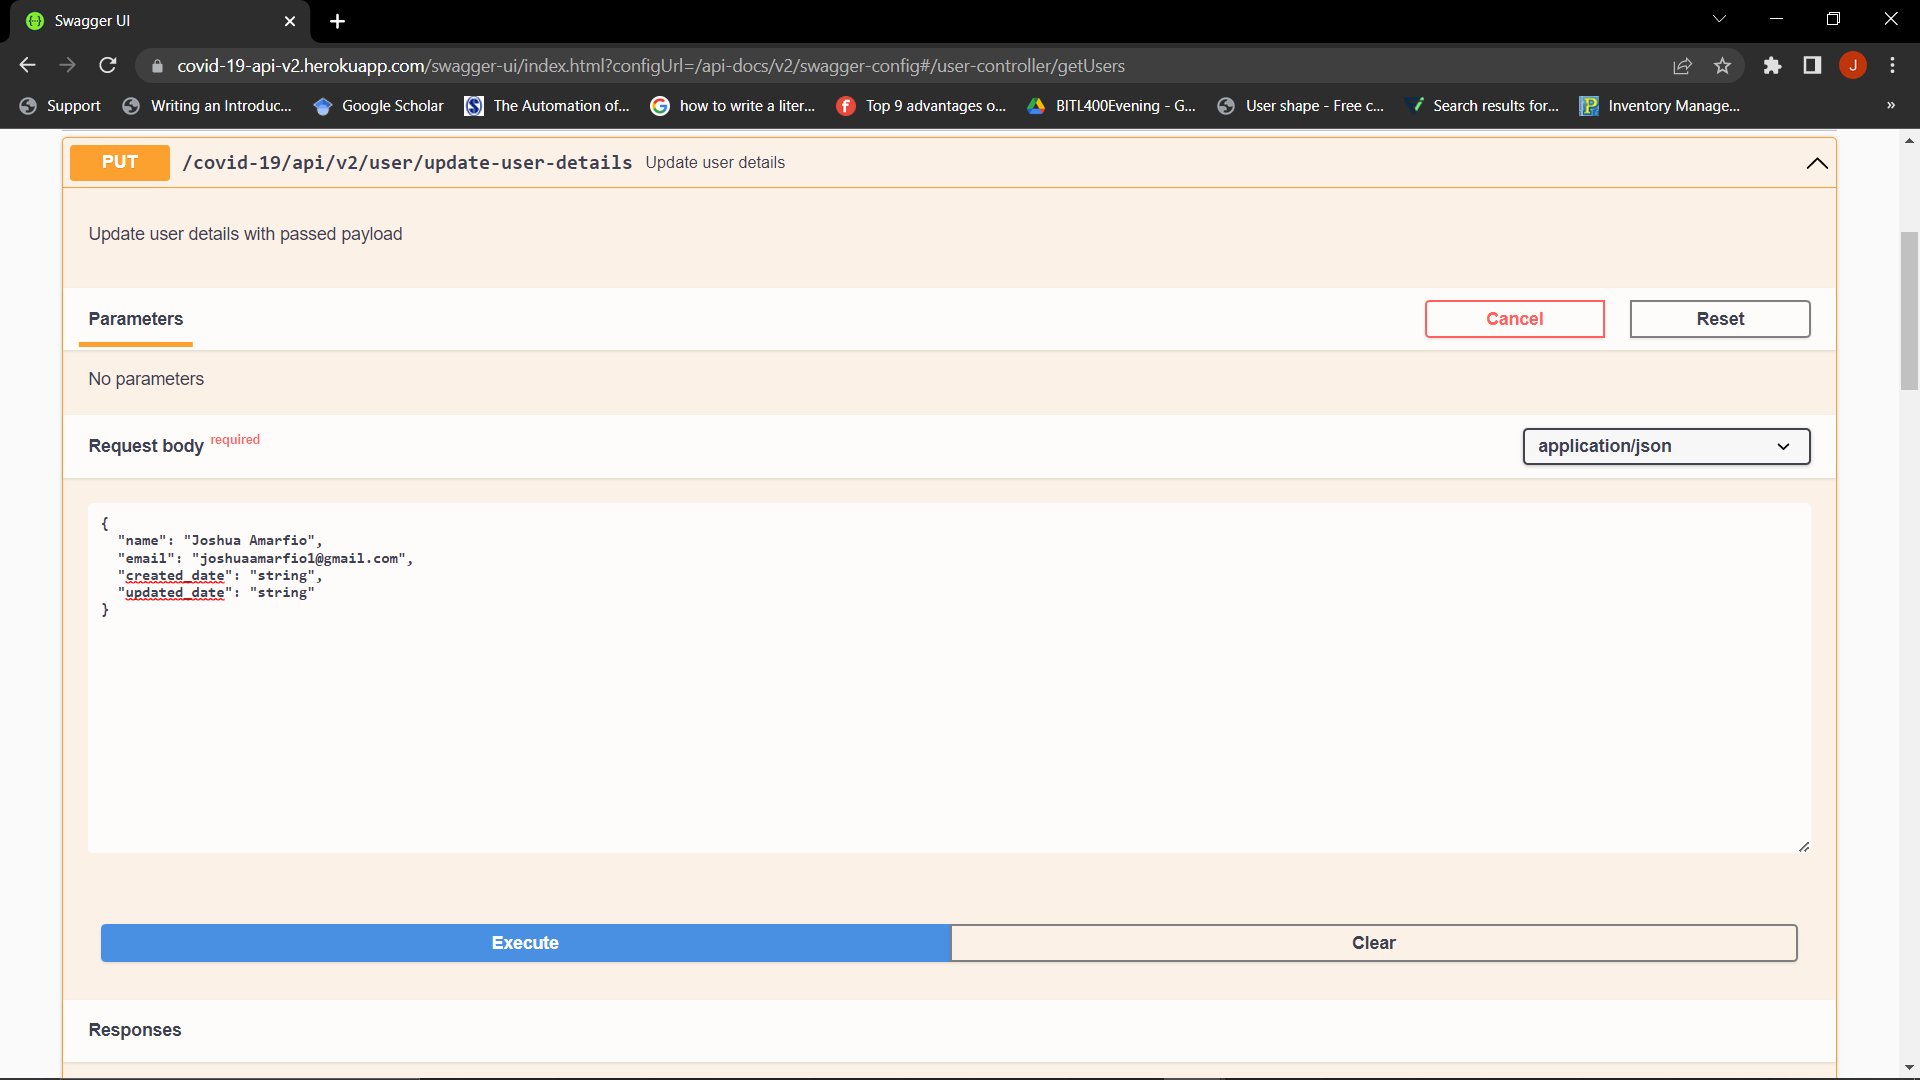 Swagger UI
covid-19-api-v2.herokuapp.com/swagger-ui/index.html?configUrl=/api-docs/v2/swagger-config#/user-controller/getUsers
J
Support Writing an Introduc... Google Scholar The Automation of... how to write a liter... Top 9 advantages o... BITL400Evening - G... User shape - Free c... Search results for... Inventory Manage... »
PUT /covid-19/api/v2/user/update-user-details Update user details
Update user details with passed payload
Parameters Cancel Reset
No parameters
Request body required application/json
{
"name": "Joshua Amarfio",
"email": "joshuaamarfio1@gmail.com",
"created_date": "string",
"updated_date": "string"
}
Execute Clear
Responses